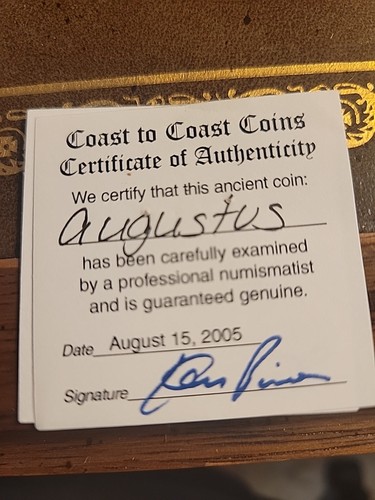 Coast to Coast Coins
Certificate of Authenticity
We certify that this ancient coin:
augustus
has been carefully examined
by a professional numismatist
and is guaranteed genuine.
Date August 15, 2005
Signature